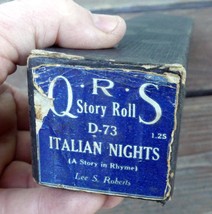 Q·R·S
Story Roll
D-73
1.25
ITALIAN NIGHTS
(A Story in Rhyme)
Lee S. Roberts